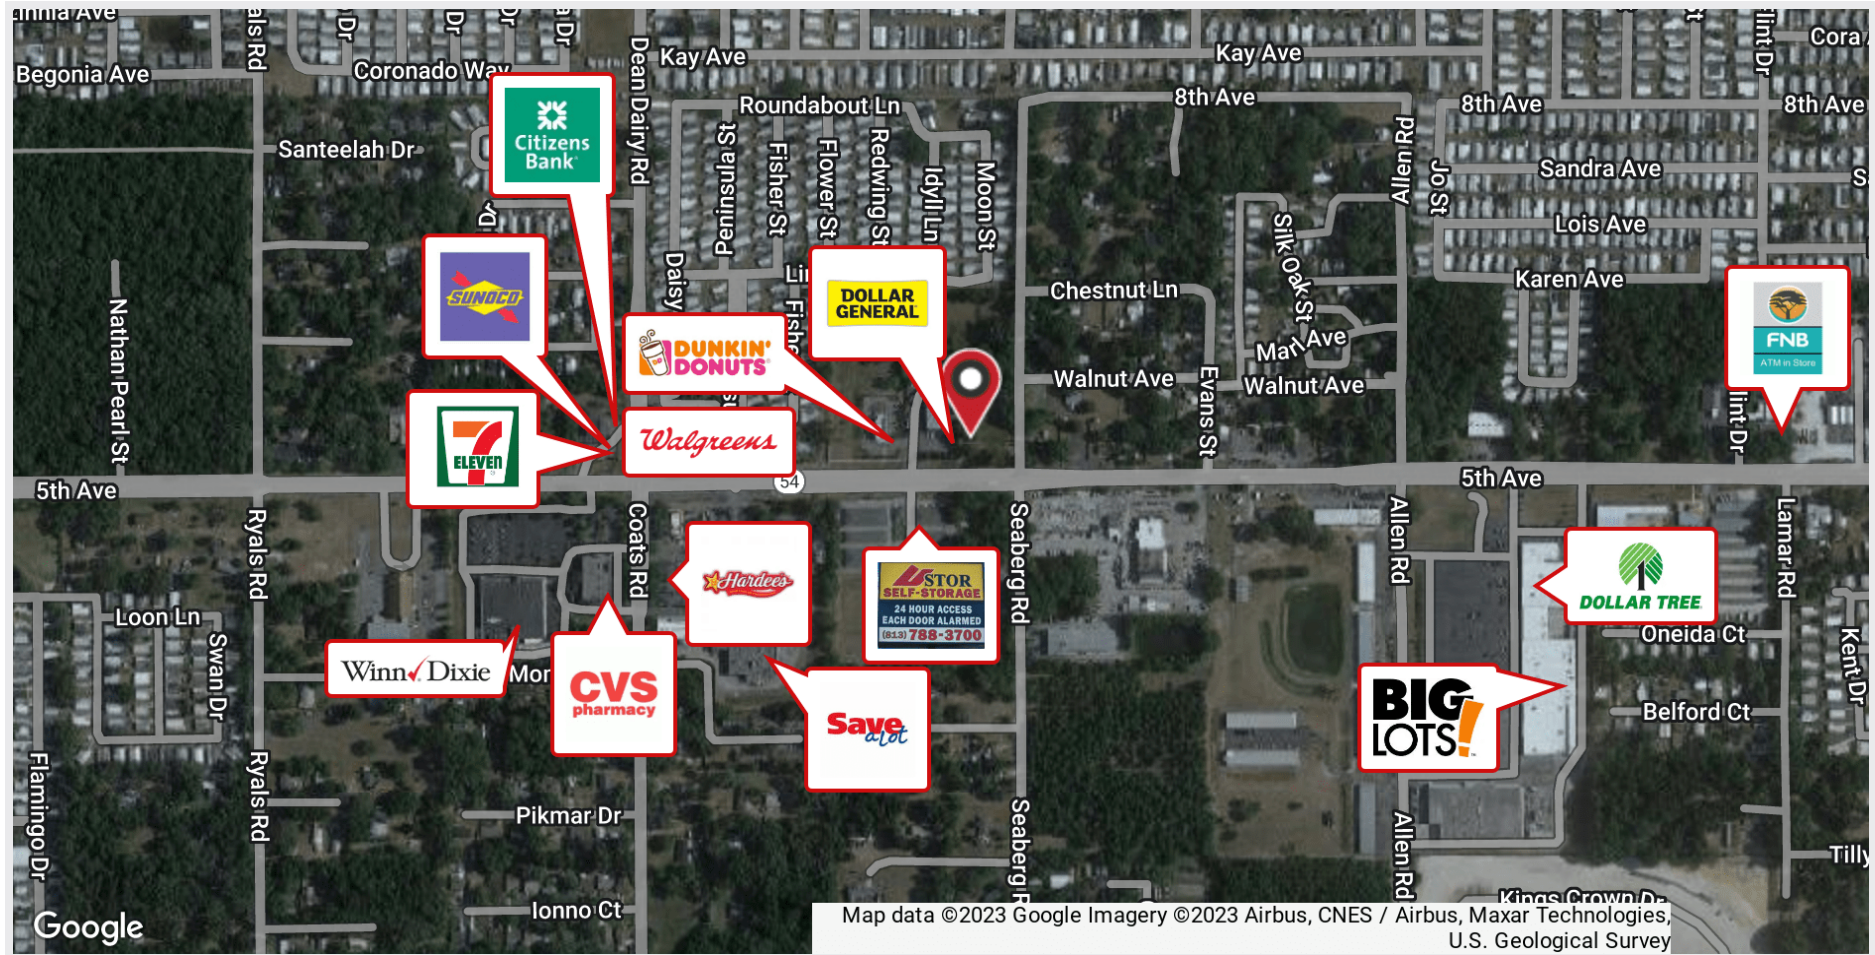 Begonia Ave
Coronado Way
Kay Ave
Kay Ave
Cora
Dean Dairy Rd
Roundabout Ln
8th Ave
8th Ave
8th Ave
Santeelah Dr
Citizens
Bank
Peninsula St
Fisher St
Flower St
Redwing St
Idyll Ln
Moon St
Allen Rd
Jo St
Sandra Ave
Lois Ave
Karen Ave
Silk Oak St
Daisy
Chestnut Ln
Marl Ave
Walnut Ave
Walnut Ave
Evans St
Nathan Pearl St
SUNOCO
DUNKIN'
DONUTS
DOLLAR
GENERAL
FNB
ATM in Store
7
ELEVEN
Walgreens
5th Ave
54
5th Ave
Ryals Rd
Coats Rd
Seaberg Rd
Allen Rd
Lamar Rd
Hardee's
STOR
SELF-STORAGE
24 HOUR ACCESS
EACH DOOR ALARMED
(813) 788-3700
DOLLAR TREE
Loon Ln
Swan Dr
Winn Dixie
CVS
pharmacy
Save
a lot
BIG
LOTS!
Oneida Ct
Belford Ct
Kent Dr
Flamingo Dr
Ryals Rd
Pikmar Dr
Ionno Ct
Allen Rd
Tilly
Kings Crown Dr
Google
Map data ©2023 Google Imagery ©2023 Airbus, CNES / Airbus, Maxar Technologies,
U.S. Geological Survey